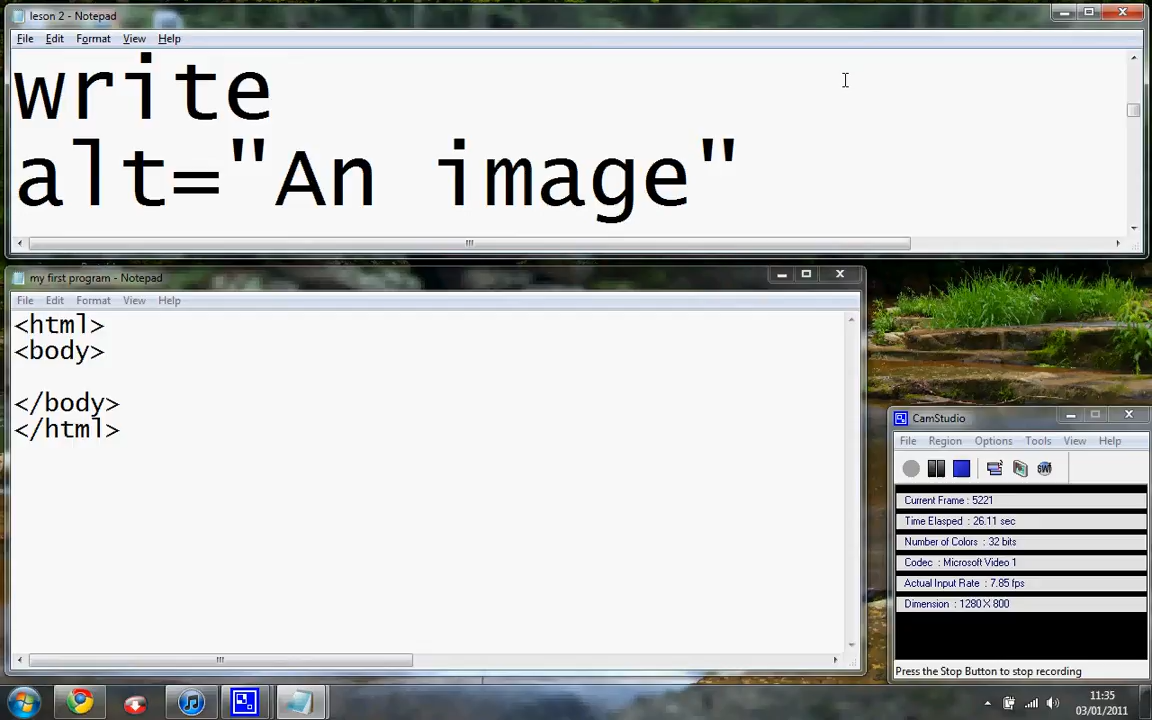 leson 2 - Notepad
File Edit Format View Help
write
alt="An image"
my first program - Notepad
File Edit Format View Help
<html>
<body>
</body>
</html>
CamStudio
File Region Options Tools View Help
SWF
Current Frame : 5221
Time Elasped : 26.11 sec
Number of Colors : 32 bits
Codec : Microsoft Video 1
Actual Input Rate : 7.85 fps
Dimension : 1280 X 800
Press the Stop Button to stop recording
11:35
03/01/2011